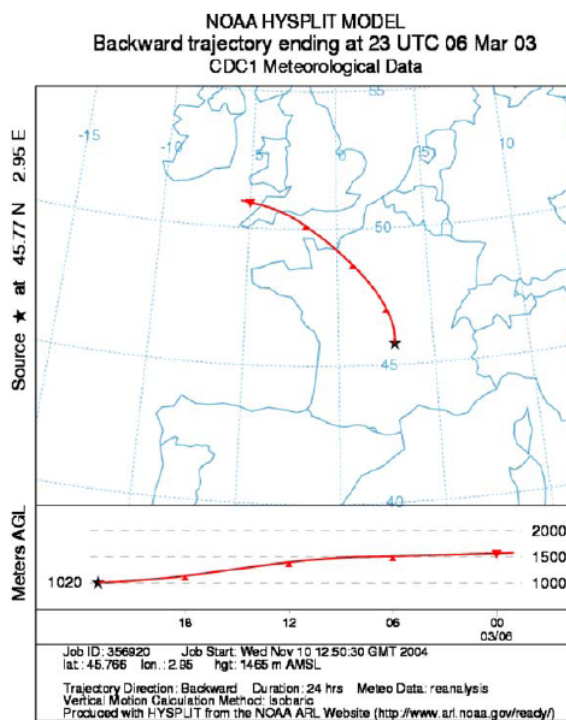 NOAA HYSPLIT MODEL
Backward trajectory ending at 23 UTC 06 Mar 03
CDC1 Meteorological Data
Source ★ at 45.77 N 2.95 E
-15
-10
-5
0
5
10
55
50
45
40
Meters AGL
2000
1500
1000
1020
18
12
06
00
03/06
Job ID: 356920 Job Start: Wed Nov 10 12:50:30 GMT 2004
lat.: 45.766 lon.: 2.95 hgt: 1465 m AMSL
Trajectory Direction: Backward Duration: 24 hrs Meteo Data: reanalysis
Vertical Motion Calculation Method: Isobaric
Produced with HYSPLIT from the NOAA ARL Website (http://www.arl.noaa.gov/ready/)